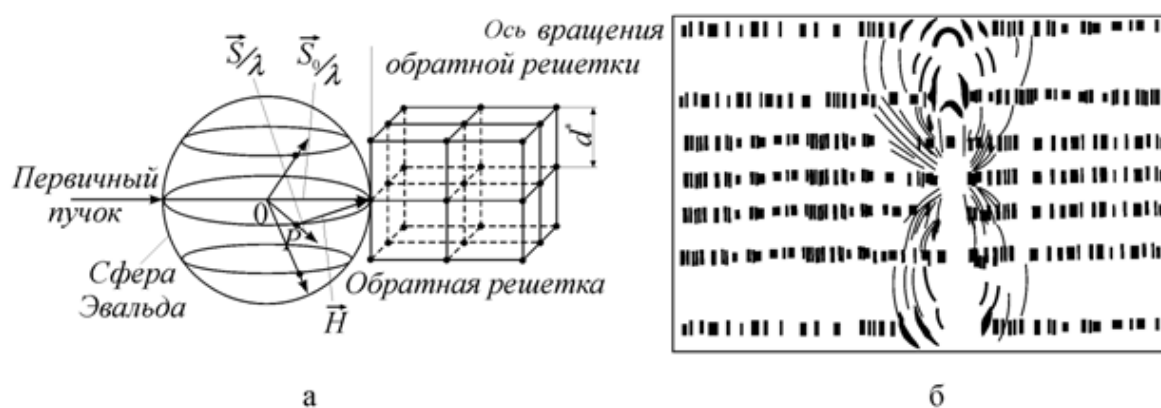 S/λ
S₀/λ
Ось вращения
обратной решетки
d*
Первичный
пучок
0
P
Сфера
Эвальда
Обратная решетка
H
а
б